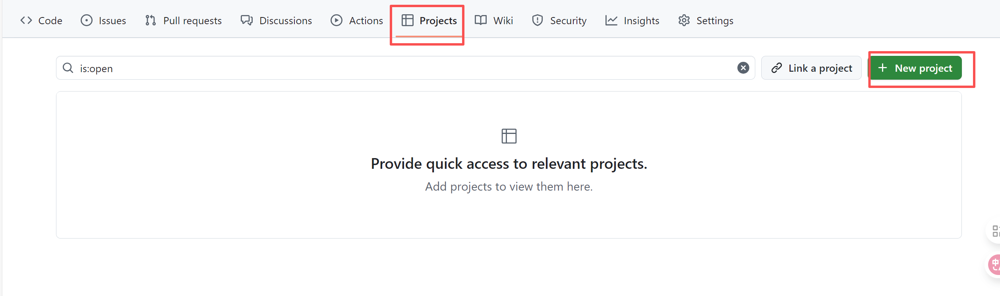 Code Issues Pull requests Discussions Actions Projects Wiki Security Insights Settings
is:open Link a project New project
Provide quick access to relevant projects.
Add projects to view them here.
中